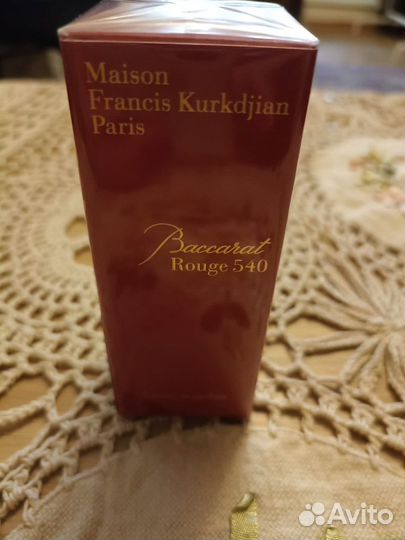 Maison
Francis Kurkdjian
Paris
Baccarat
Rouge 540
Avito